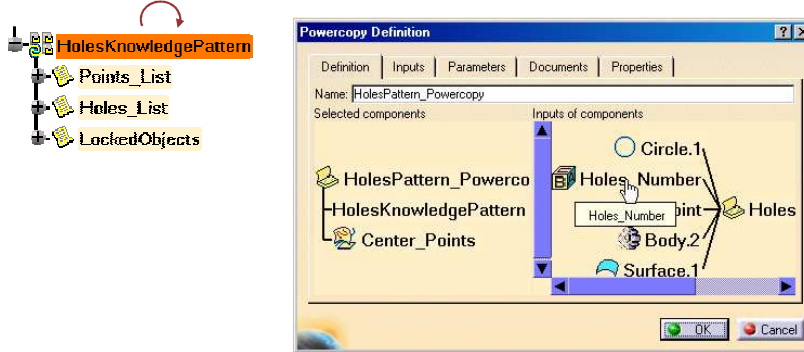 HolesKnowledgePattern
Points_List
Holes_List
LockedObjects
Powercopy Definition
Definition Inputs Parameters Documents Properties
Name: HolesPattern_Powercopy
Selected components Inputs of components
HolesPattern_Powerco
HolesKnowledgePattern
Center_Points
Circle.1
Holes_Number
Holes_Number
oint
Holes
Body.2
Surface.1
OK Cancel